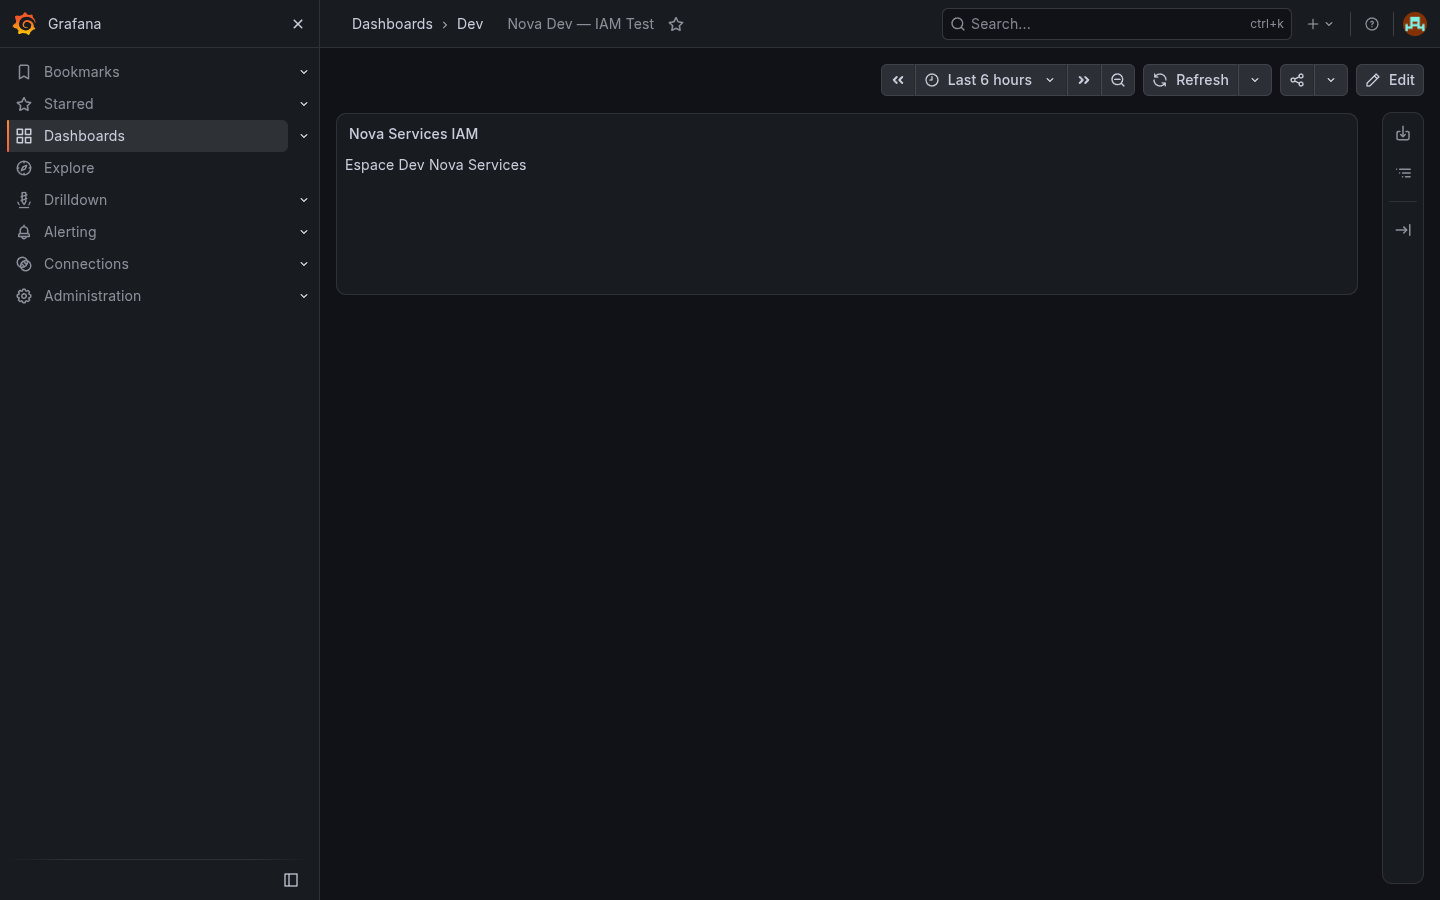 Grafana
Dashboards › Dev Nova Dev — IAM Test
Search... ctrl+k
Bookmarks
Starred
Dashboards
Explore
Drilldown
Alerting
Connections
Administration
Last 6 hours Refresh Edit
Nova Services IAM
Espace Dev Nova Services